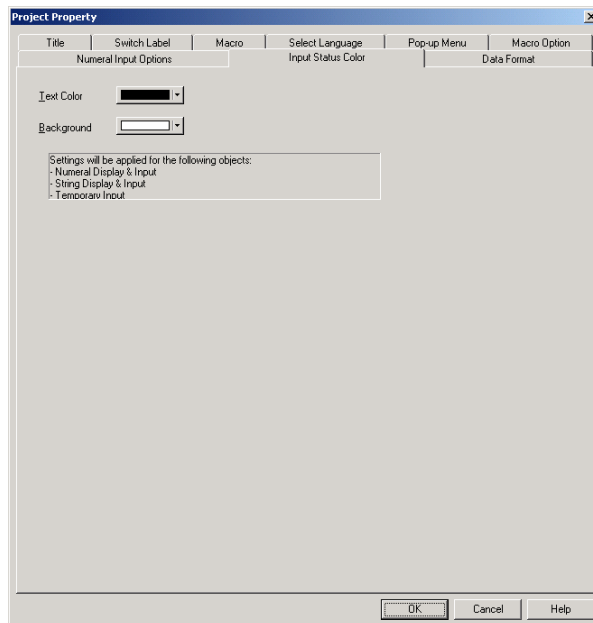 Project Property
Title Switch Label Macro Select Language Pop-up Menu Macro Option
Numeral Input Options Input Status Color Data Format
Text Color
Background
Settings will be applied for the following objects:
- Numeral Display & Input
- String Display & Input
- Temporary Input
OK Cancel Help